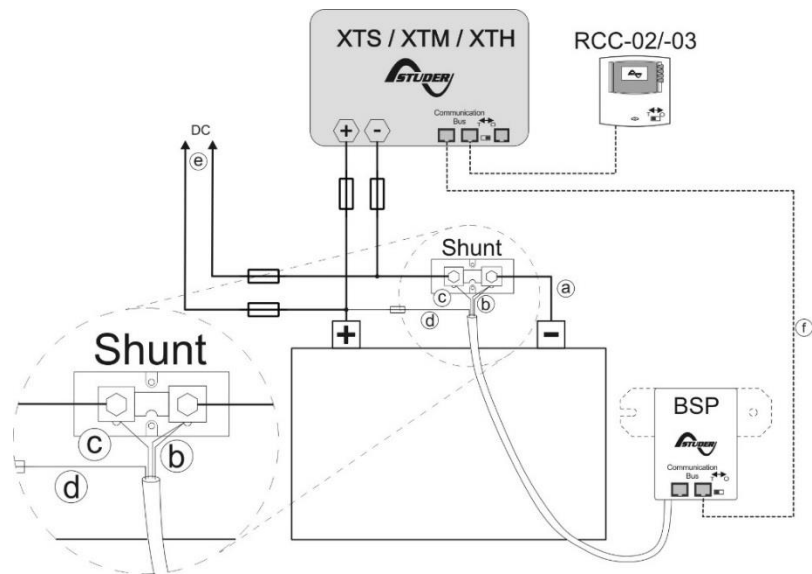 XTS / XTM / XTH
STUDER
Communication
Bus
T O
+
-
RCC-02/-03
T O
DC
e
Shunt
c
b
a
d
f
+
-
Shunt
c
b
d
BSP
STUDER
Communication
Bus
T O